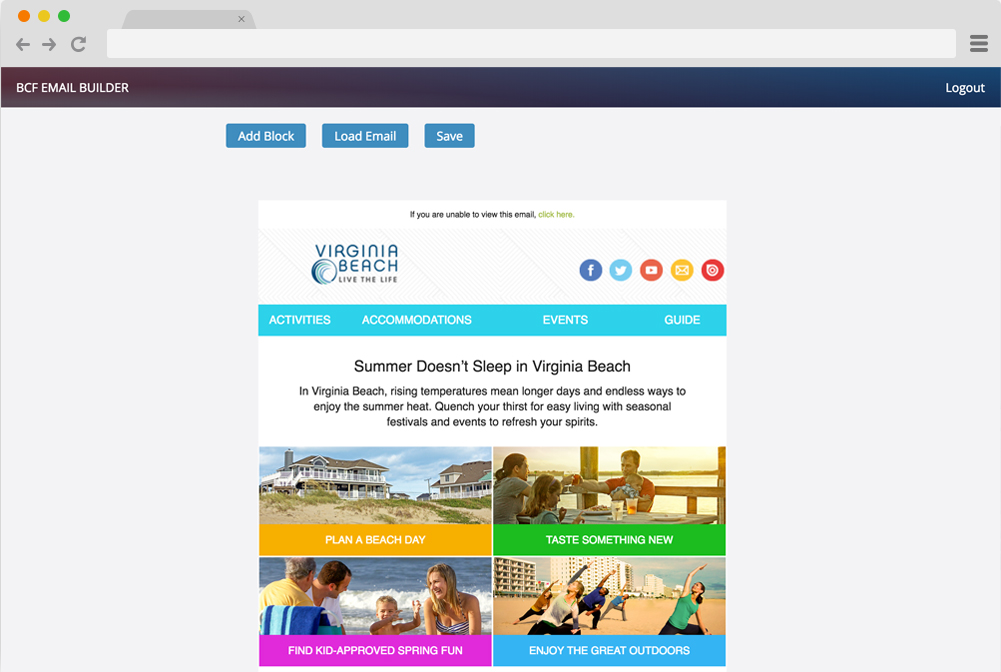 BCF EMAIL BUILDER
Logout
Add Block
Load Email
Save
If you are unable to view this email, click here.
VIRGINIA
BEACH
LIVE THE LIFE
ACTIVITIES
ACCOMMODATIONS
EVENTS
GUIDE
Summer Doesn't Sleep in Virginia Beach
In Virginia Beach, rising temperatures mean longer days and endless ways to
enjoy the summer heat. Quench your thirst for easy living with seasonal
festivals and events to refresh your spirits.
PLAN A BEACH DAY
TASTE SOMETHING NEW
FIND KID-APPROVED SPRING FUN
ENJOY THE GREAT OUTDOORS